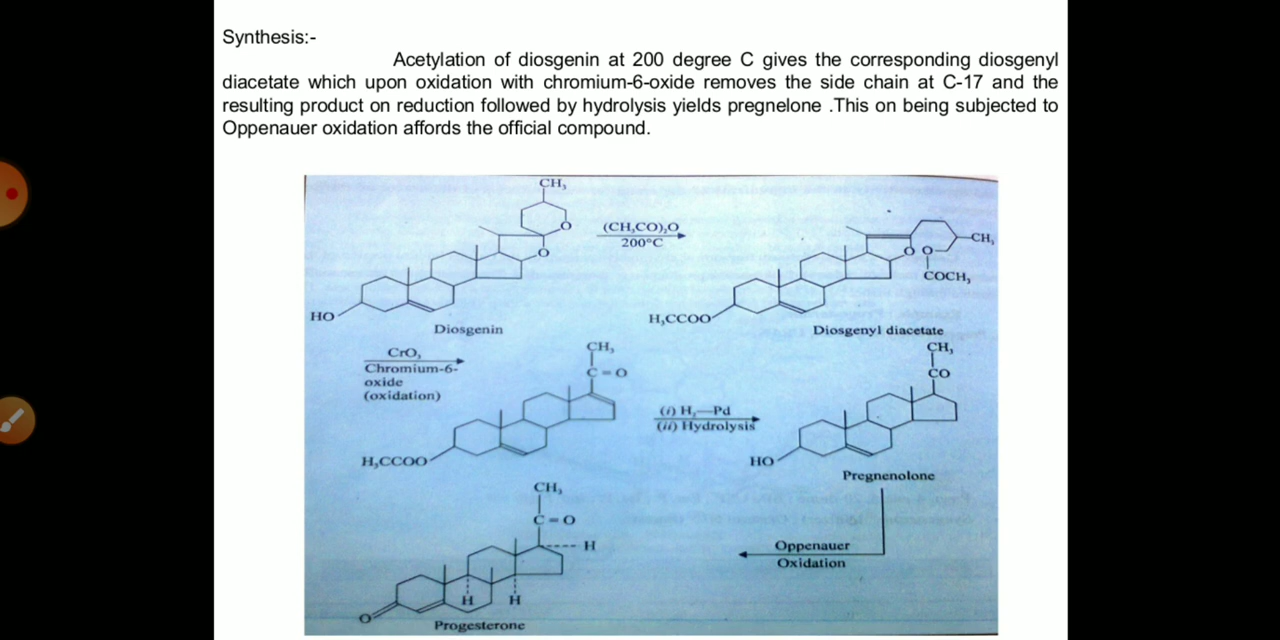 Synthesis:-
Acetylation of diosgenin at 200 degree C gives the corresponding diosgenyl
diacetate which upon oxidation with chromium-6-oxide removes the side chain at C-17 and the
resulting product on reduction followed by hydrolysis yields pregnelone .This on being subjected to
Oppenauer oxidation affords the official compound.
CH₃
O
O
HO
Diosgenin
(CH₃CO)₂O
200°C
CH₃
O O
COCH₃
H₃CCOO
Diosgenyl diacetate
CrO₃
Chromium-6-
oxide
(oxidation)
CH₃
C=O
H₃CCOO
(i) H₂—Pd
(ii) Hydrolysis
CH₃
CO
HO
Pregnenolone
Oppenauer
Oxidation
CH₃
C=O
H
H H
O
Progesterone